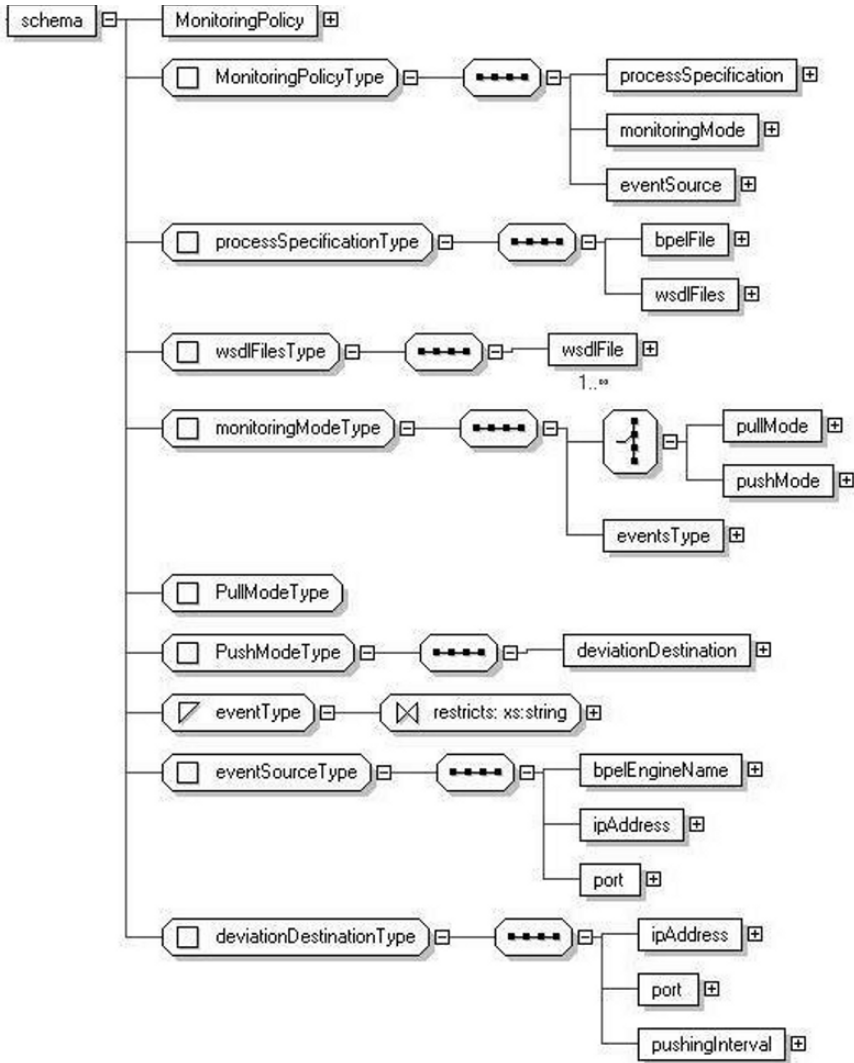 schema
MonitoringPolicy
MonitoringPolicyType
processSpecification
monitoringMode
eventSource
processSpecificationType
bpelFile
wsdlFiles
wsdlFilesType
wsdlFile
1..∞
monitoringModeType
pullMode
pushMode
eventsType
PullModeType
PushModeType
deviationDestination
eventType
restricts: xs:string
eventSourceType
bpelEngineName
ipAddress
port
deviationDestinationType
ipAddress
port
pushingInterval